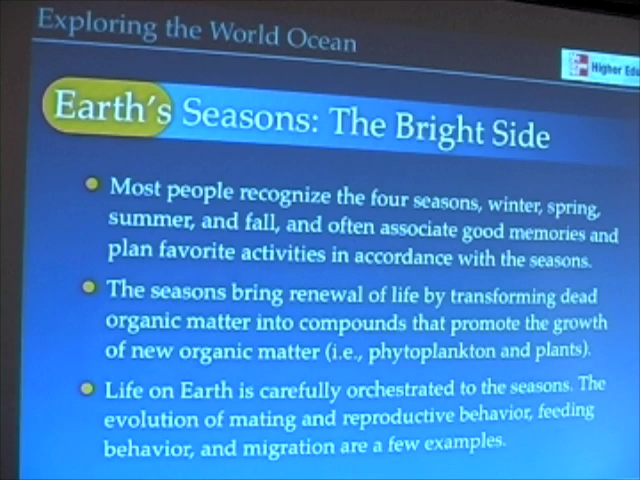 Exploring the World Ocean
Higher Edu
Earth's Seasons: The Bright Side
Most people recognize the four seasons, winter, spring,
summer, and fall, and often associate good memories and
plan favorite activities in accordance with the seasons.
The seasons bring renewal of life by transforming dead
organic matter into compounds that promote the growth
of new organic matter (i.e., phytoplankton and plants).
Life on Earth is carefully orchestrated to the seasons. The
evolution of mating and reproductive behavior, feeding
behavior, and migration are a few examples.